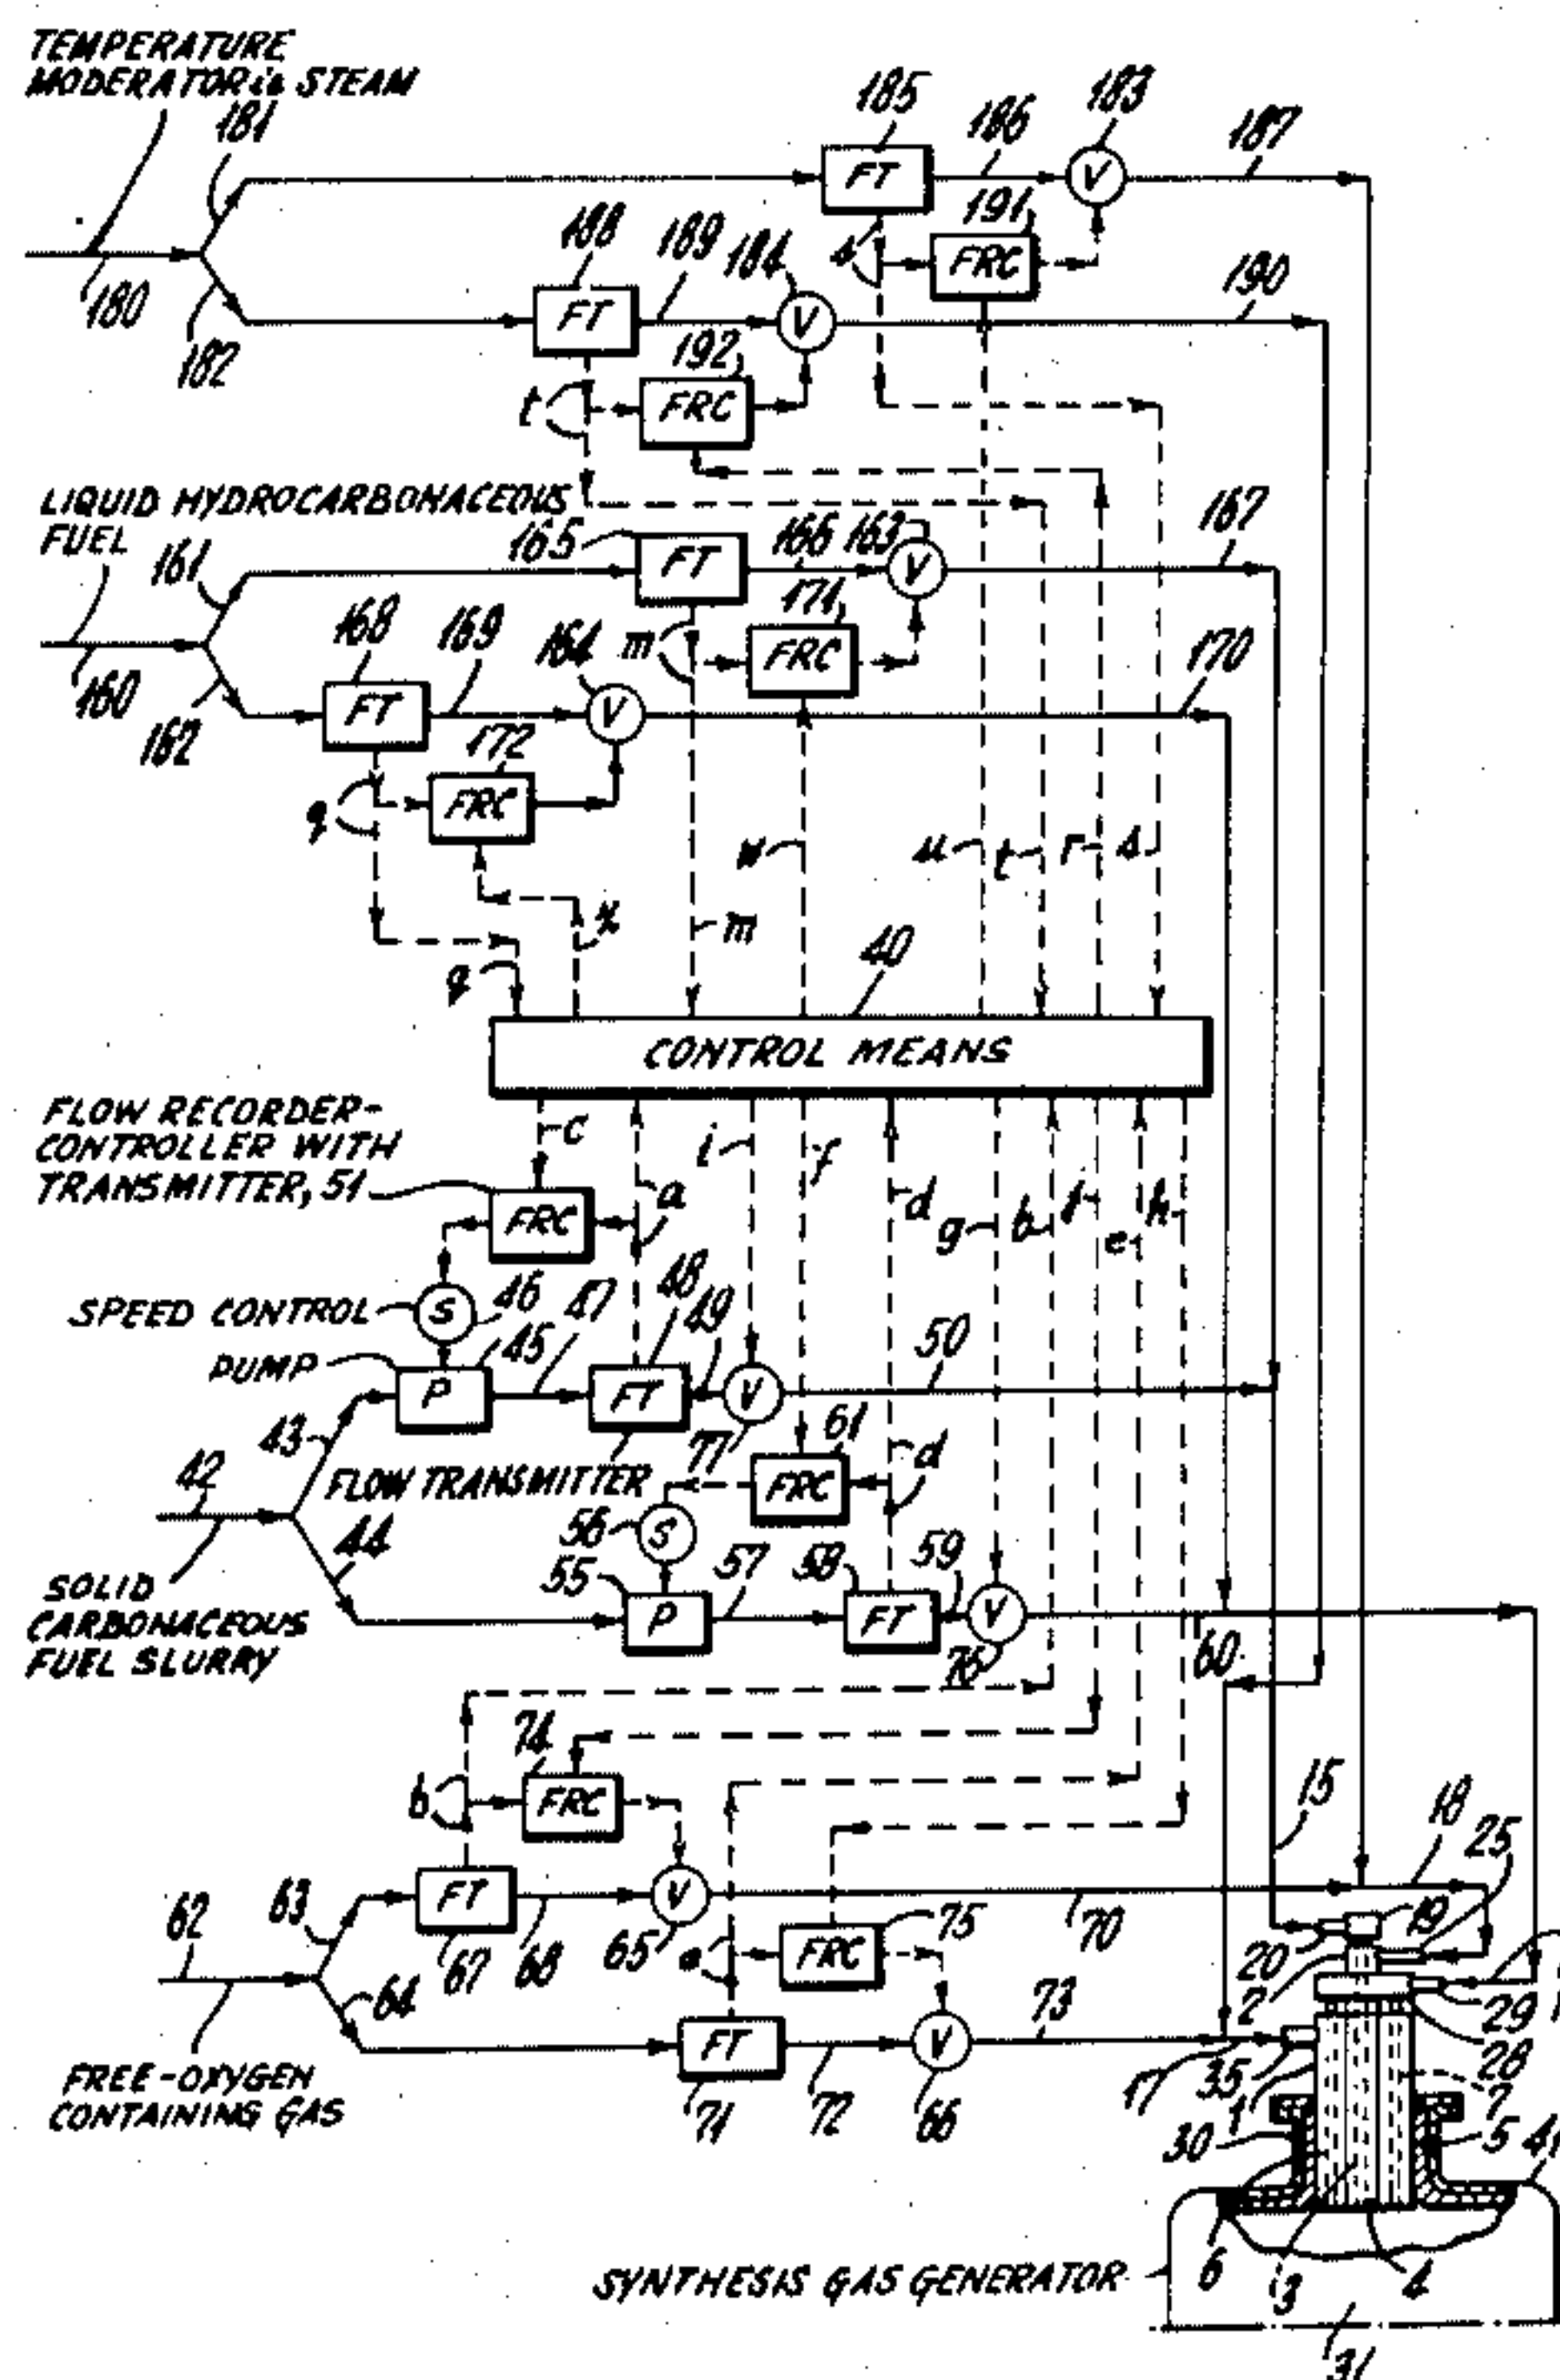 TEMPERATURE
MODERATOR is STEAM
181
185
186
183
187
FT
V
180
182
188
189
184
s
191
FRC
190
FT
V
t
192
FRC
LIQUID HYDROCARBONACEOUS
FUEL
161
165
166
163
167
FT
V
160
162
168
169
164
m
171
FRC
170
FT
V
172
q
FRC
w
u
t
r
s
x
m
q
40
CONTROL MEANS
FLOW RECORDER-
CONTROLLER WITH
TRANSMITTER, 51
c
a
i
f
d
g
b
j
e
h
FRC
SPEED CONTROL
S
46
47
48
49
50
PUMP
45
P
FT
V
43
77
61
d
42
FLOW TRANSMITTER
FRC
44
56
S
55
57
58
59
P
FT
V
SOLID
CARBONACEOUS
FUEL SLURRY
76
60
74
b
FRC
15
18
25
63
FT
V
62
67
68
65
e
75
FRC
70
19
20
2
64
29
FT
V
73
28
FREE-OXYGEN
CONTAINING GAS
71
72
66
17
35
1
7
30
5
41
SYNTHESIS GAS GENERATOR
6
3
4
31